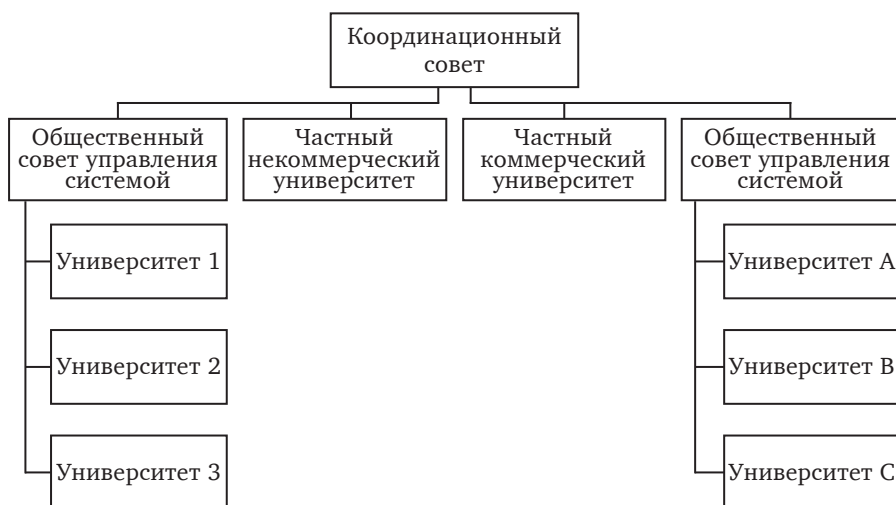 Координационный
совет
Общественный
совет управления
системой
Частный
некоммерческий
университет
Частный
коммерческий
университет
Общественный
совет управления
системой
Университет 1
Университет 2
Университет 3
Университет A
Университет B
Университет C